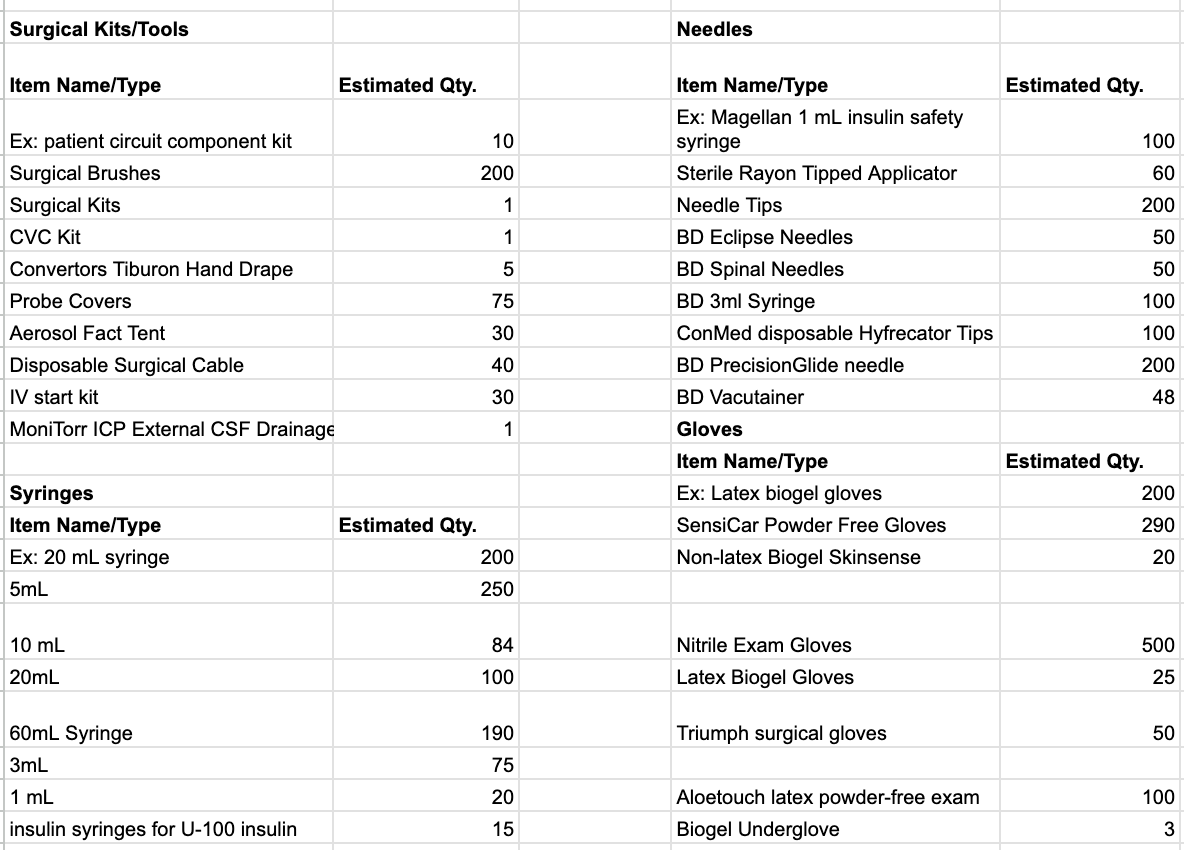 Surgical Kits/Tools
Item Name/Type Estimated Qty.
Ex: patient circuit component kit 10
Surgical Brushes 200
Surgical Kits 1
CVC Kit 1
Convertors Tiburon Hand Drape 5
Probe Covers 75
Aerosol Fact Tent 30
Disposable Surgical Cable 40
IV start kit 30
MoniTorr ICP External CSF Drainage 1
Syringes
Item Name/Type Estimated Qty.
Ex: 20 mL syringe 200
5mL 250
10 mL 84
20mL 100
60mL Syringe 190
3mL 75
1 mL 20
insulin syringes for U-100 insulin 15
Needles
Item Name/Type Estimated Qty.
Ex: Magellan 1 mL insulin safety
syringe 100
Sterile Rayon Tipped Applicator 60
Needle Tips 200
BD Eclipse Needles 50
BD Spinal Needles 50
BD 3ml Syringe 100
ConMed disposable Hyfrecator Tips 100
BD PrecisionGlide needle 200
BD Vacutainer 48
Gloves
Item Name/Type Estimated Qty.
Ex: Latex biogel gloves 200
SensiCar Powder Free Gloves 290
Non-latex Biogel Skinsense 20
Nitrile Exam Gloves 500
Latex Biogel Gloves 25
Triumph surgical gloves 50
Aloetouch latex powder-free exam 100
Biogel Underglove 3